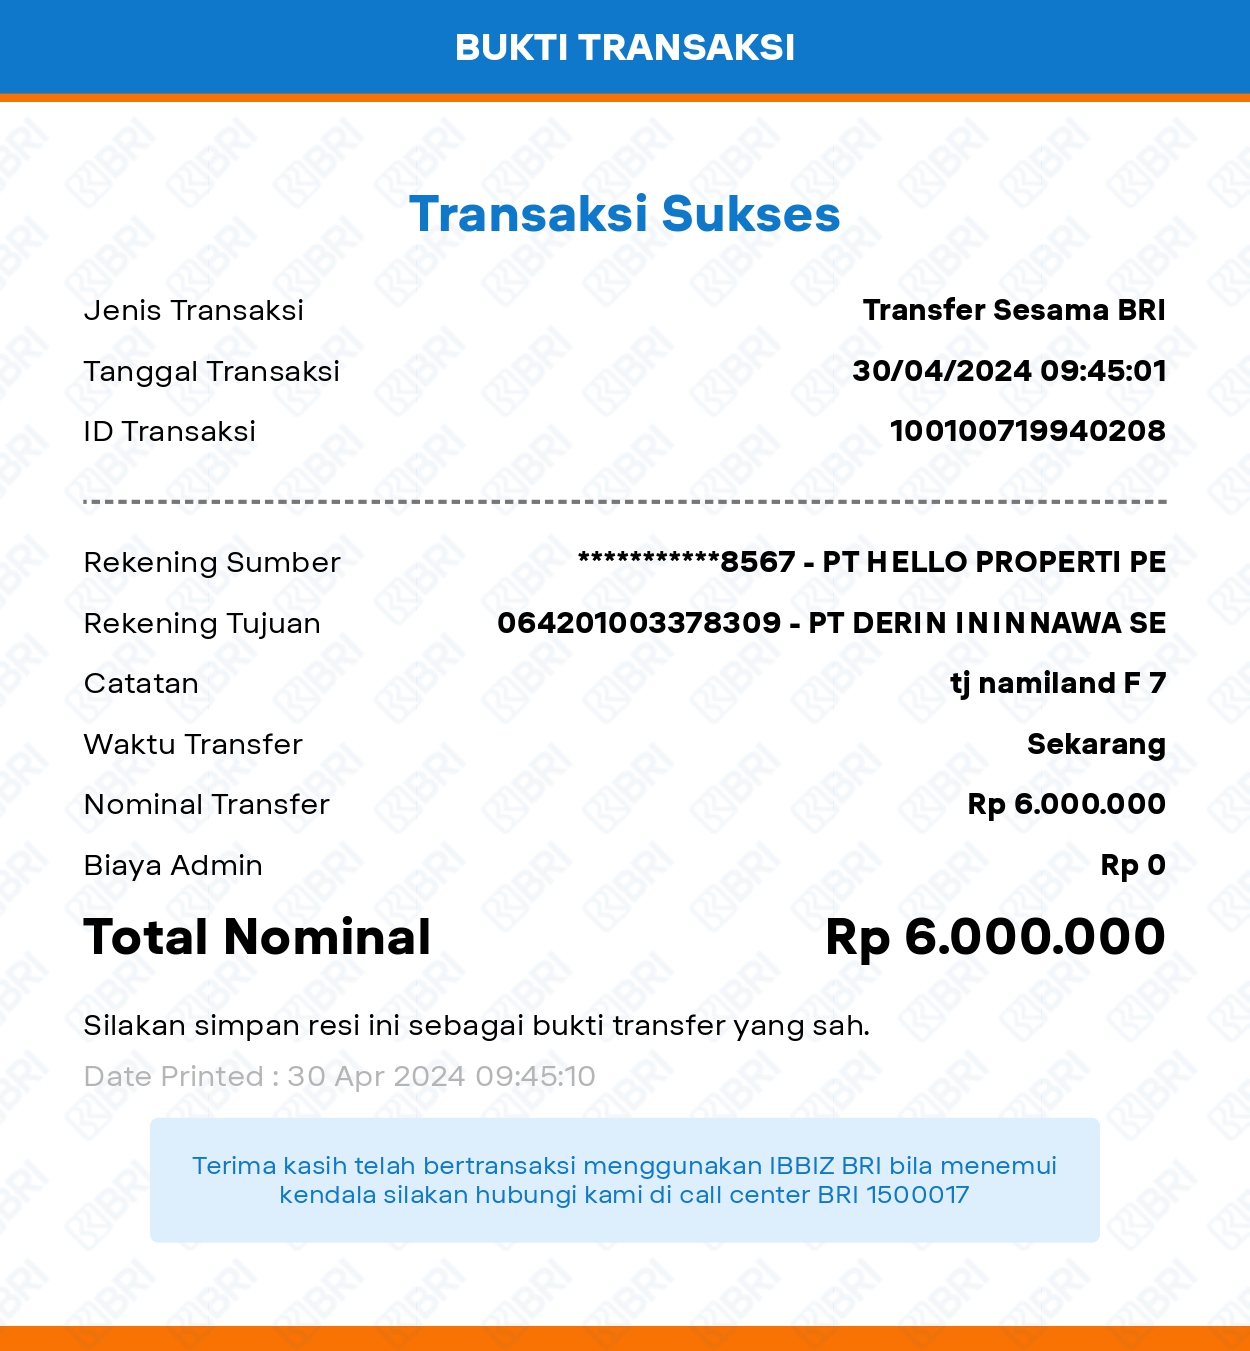 BUKTI TRANSAKSI
Transaksi Sukses
Jenis Transaksi Transfer Sesama BRI
Tanggal Transaksi 30/04/2024 09:45:01
ID Transaksi 100100719940208
Rekening Sumber ***********8567 - PT HELLO PROPERTI PE
Rekening Tujuan 064201003378309 - PT DERIN ININNAWA SE
Catatan tj namiland F 7
Waktu Transfer Sekarang
Nominal Transfer Rp 6.000.000
Biaya Admin Rp 0
Total Nominal Rp 6.000.000
Silakan simpan resi ini sebagai bukti transfer yang sah.
Date Printed : 30 Apr 2024 09:45:10
Terima kasih telah bertransaksi menggunakan IBBIZ BRI bila menemui
kendala silakan hubungi kami di call center BRI 1500017